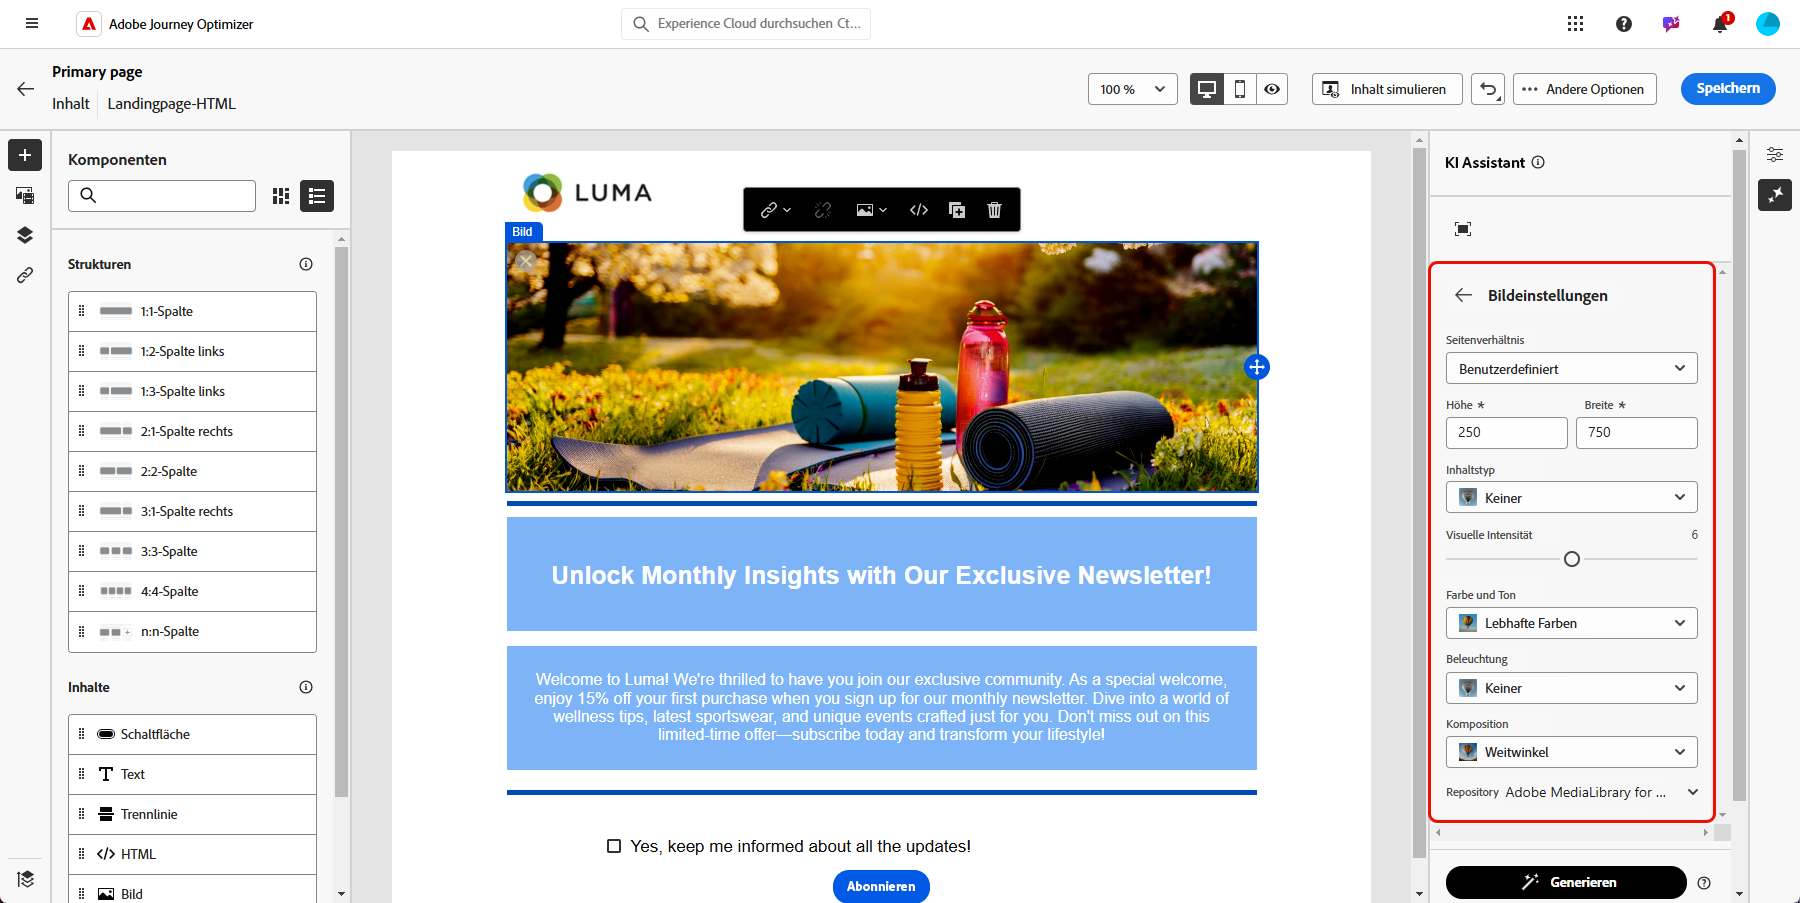 Adobe Journey Optimizer
Experience Cloud durchsuchen Ct...
1
Primary page
Inhalt
Landingpage-HTML
100 %
Inhalt simulieren
Andere Optionen
Speichern
Komponenten
Strukturen
1:1-Spalte
1:2-Spalte links
1:3-Spalte links
2:1-Spalte rechts
2:2-Spalte
3:1-Spalte rechts
3:3-Spalte
4:4-Spalte
n:n-Spalte
Inhalte
Schaltfläche
Text
Trennlinie
HTML
Bild
LUMA
Bild
Unlock Monthly Insights with Our Exclusive Newsletter!
Welcome to Luma! We're thrilled to have you join our exclusive community. As a special welcome,
enjoy 15% off your first purchase when you sign up for our monthly newsletter. Dive into a world of
wellness tips, latest sportswear, and unique events crafted just for you. Don't miss out on this
limited-time offer—subscribe today and transform your lifestyle!
Yes, keep me informed about all the updates!
Abonnieren
KI Assistant
Bildeinstellungen
Seitenverhältnis
Benutzerdefiniert
Höhe *
Breite *
250
750
Inhaltstyp
Keiner
Visuelle Intensität
6
Farbe und Ton
Lebhafte Farben
Beleuchtung
Keiner
Komposition
Weitwinkel
Repository Adobe MediaLibrary for ...
Generieren